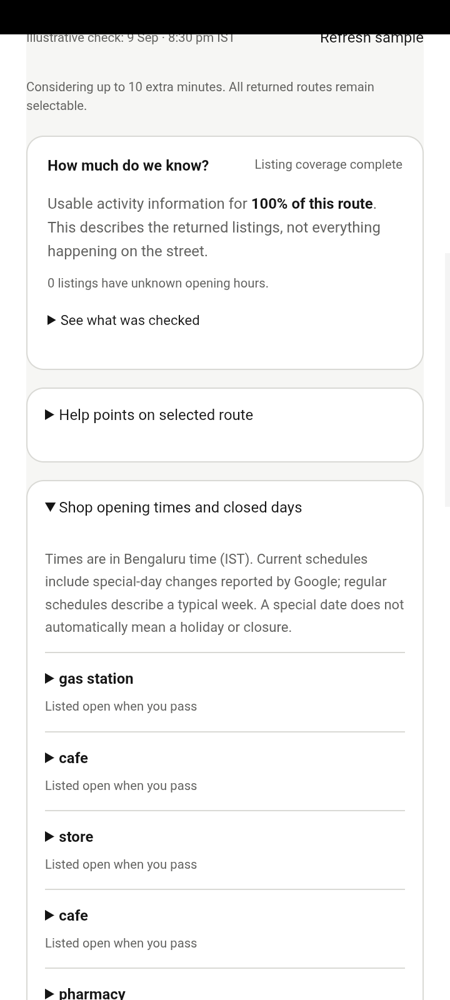 Illustrative check: 9 Sep · 8:30 pm IST
Refresh sample
Considering up to 10 extra minutes. All returned routes remain
selectable.
How much do we know?
Listing coverage complete
Usable activity information for 100% of this route.
This describes the returned listings, not everything
happening on the street.
0 listings have unknown opening hours.
See what was checked
Help points on selected route
Shop opening times and closed days
Times are in Bengaluru time (IST). Current schedules
include special-day changes reported by Google; regular
schedules describe a typical week. A special date does not
automatically mean a holiday or closure.
gas station
Listed open when you pass
cafe
Listed open when you pass
store
Listed open when you pass
cafe
Listed open when you pass
pharmacy